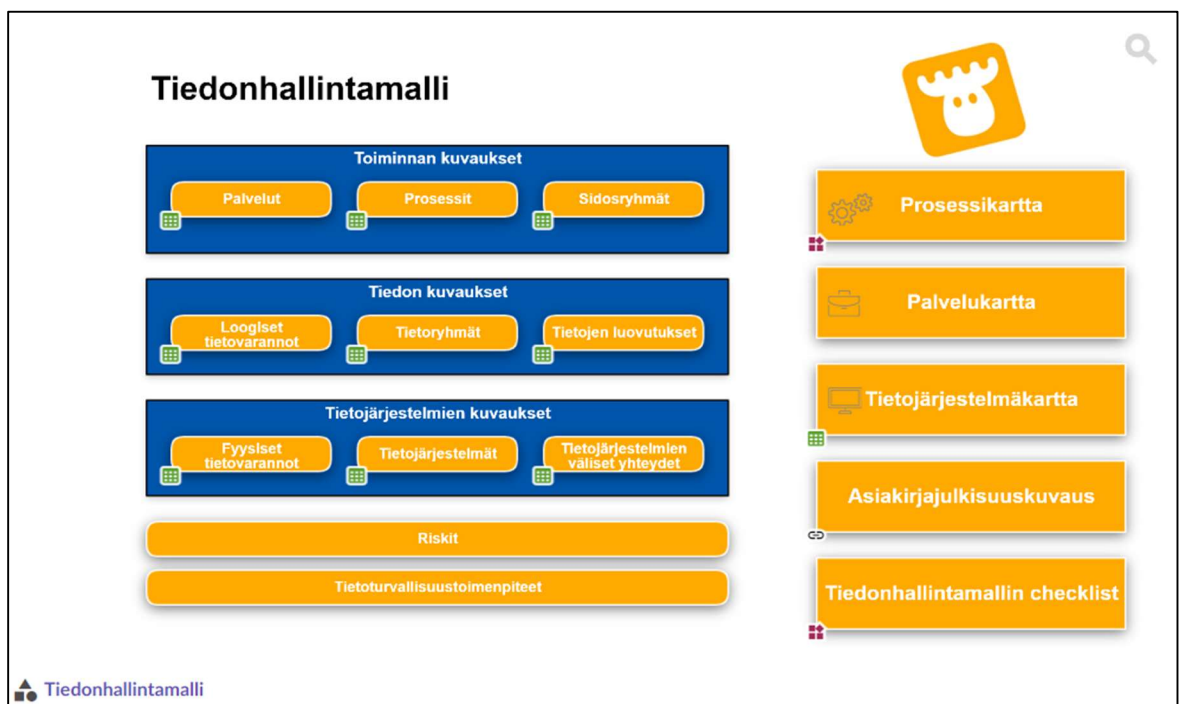 Tiedonhallintamalli
Toiminnan kuvaukset
Palvelut
Prosessit
Sidosryhmät
Tiedon kuvaukset
Loogiset
tietovarannot
Tietoryhmät
Tietojen luovutukset
Tietojärjestelmien kuvaukset
Fyysiset
tietovarannot
Tietojärjestelmät
Tietojärjestelmien
väliset yhteydet
Riskit
Tietoturvallisuustoimenpiteet
Prosessikartta
Palvelukartta
Tietojärjestelmäkartta
Asiakirjajulkisuuskuvaus
Tiedonhallintamallin checklist
Tiedonhallintamalli